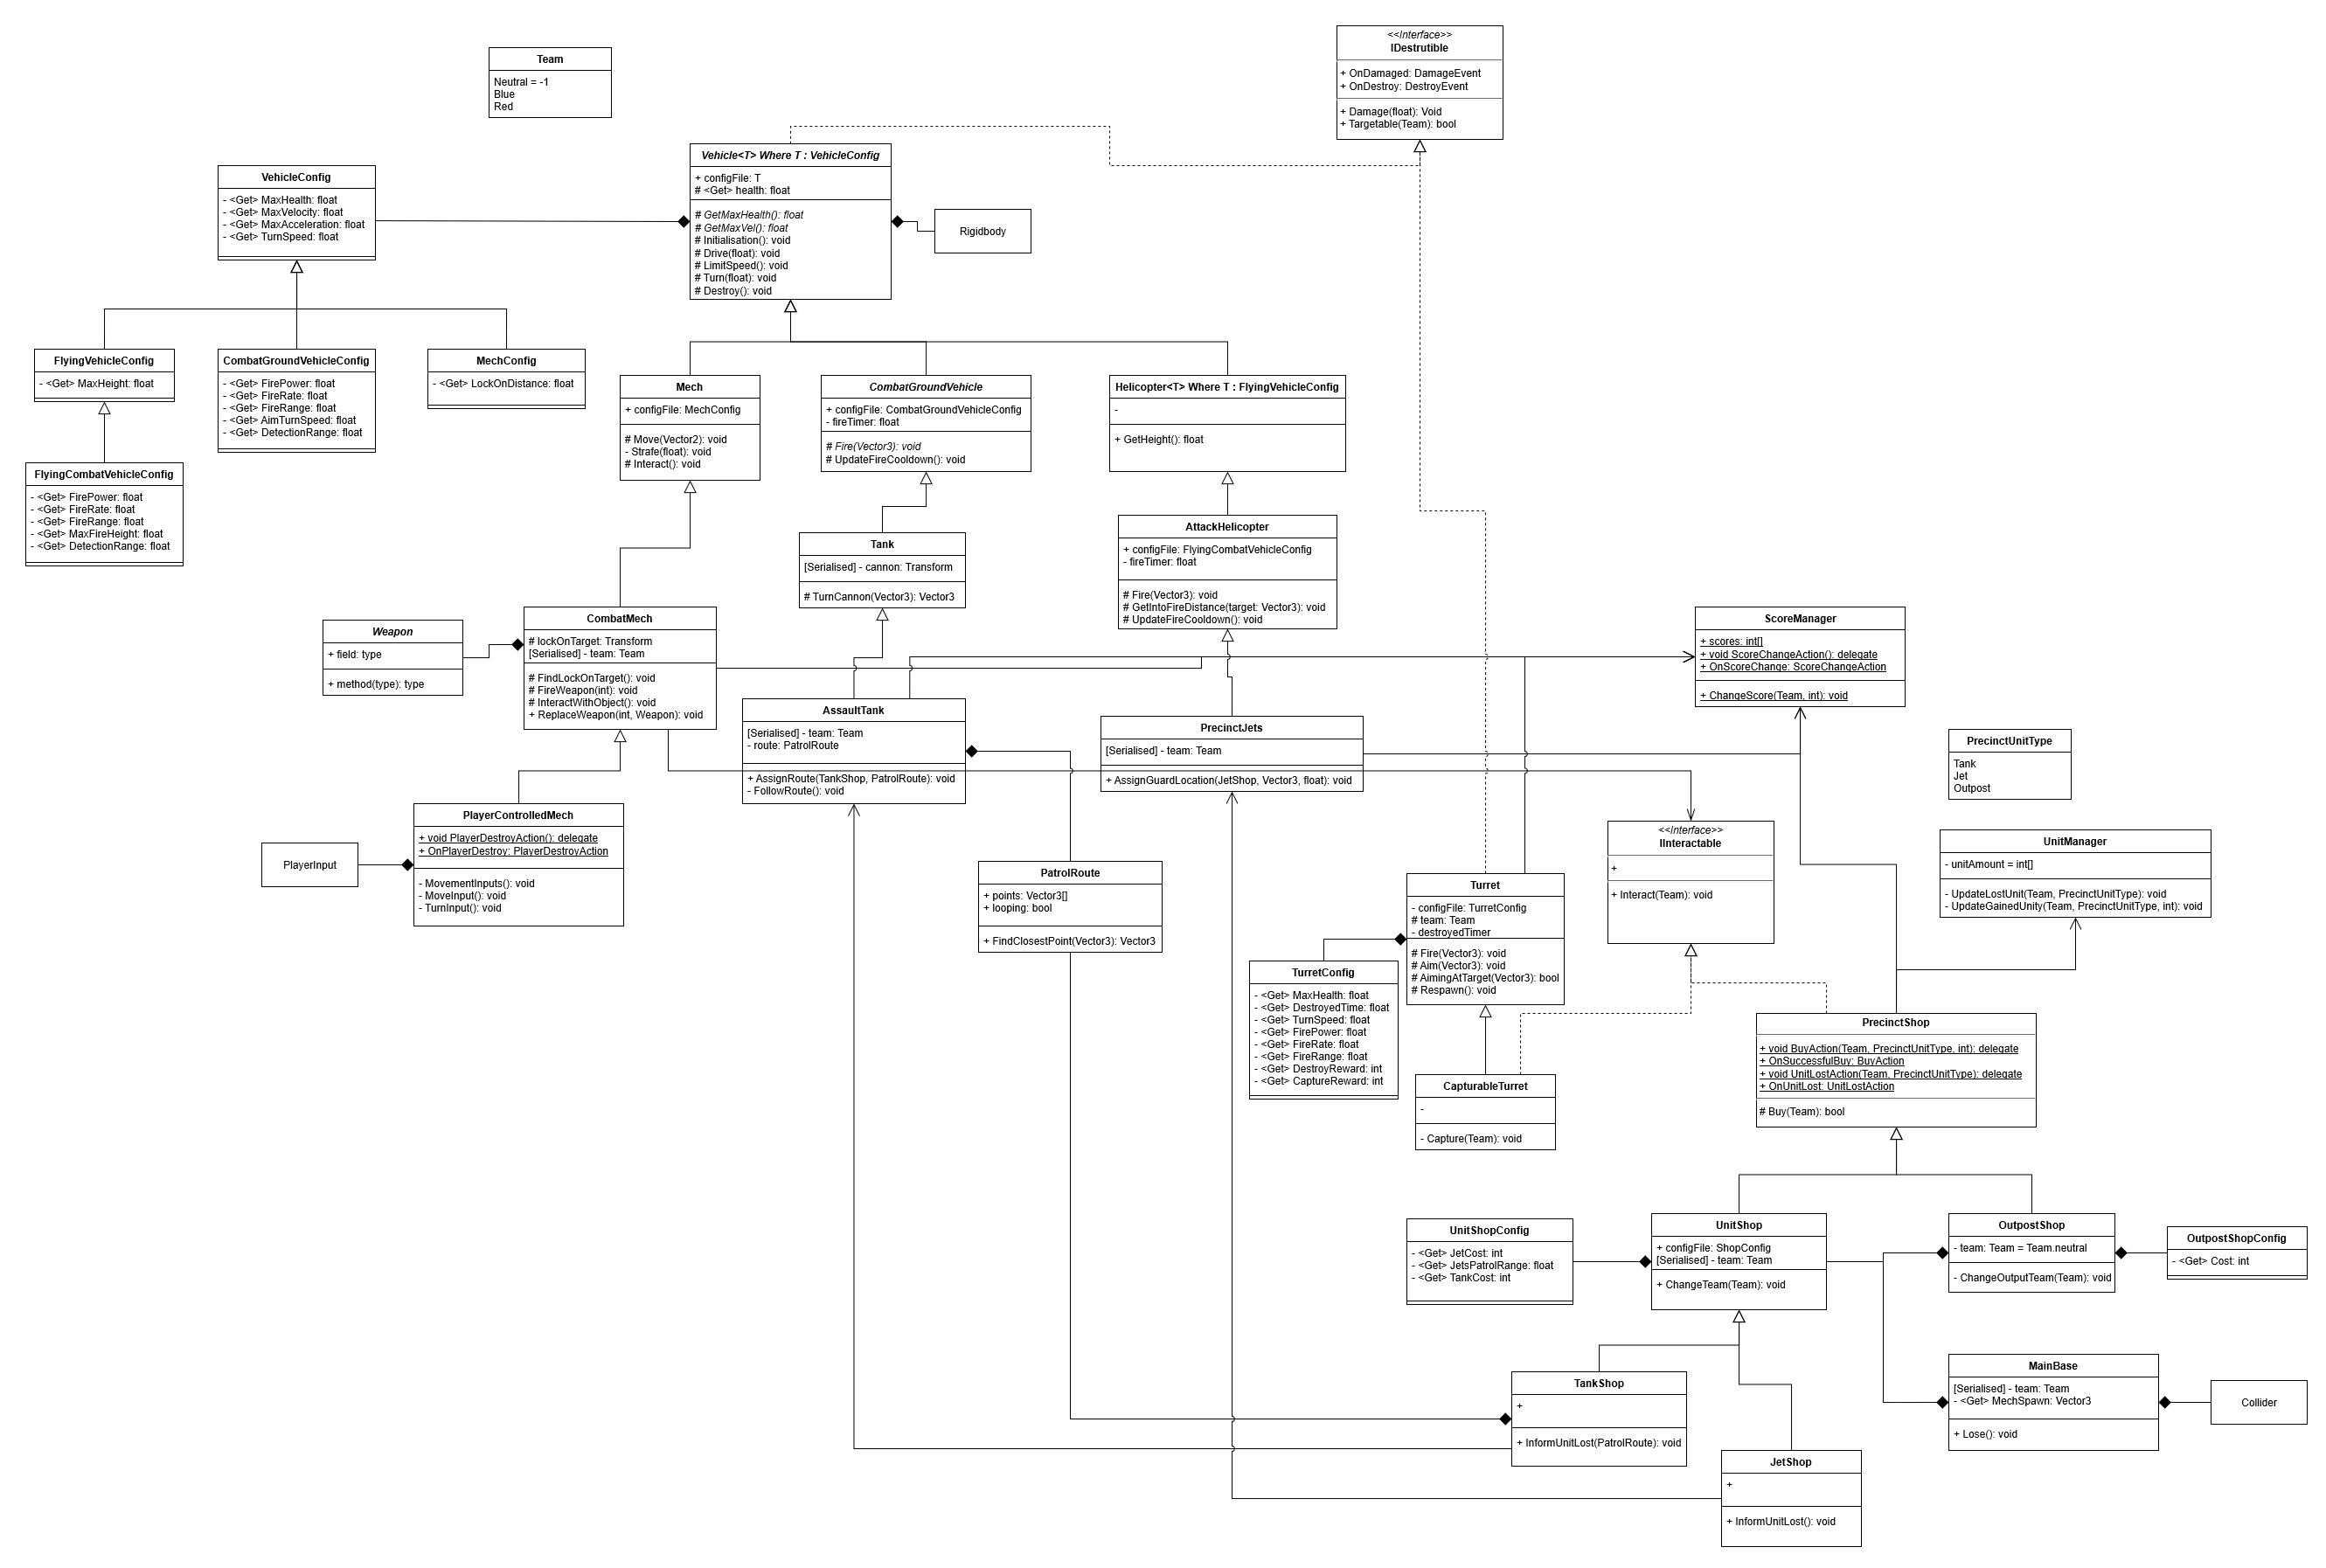 <<Interface>>
IDestrutible
+ OnDamaged: DamageEvent
+ OnDestroy: DestroyEvent
+ Damage(float): Void
+ Targetable(Team): bool
Team
Neutral = -1
Blue
Red
Vehicle<T> Where T : VehicleConfig
+ configFile: T
# <Get> health: float
# GetMaxHealth(): float
# GetMaxVel(): float
# Initialisation(): void
# Drive(float): void
# LimitSpeed(): void
# Turn(float): void
# Destroy(): void
VehicleConfig
- <Get> MaxHealth: float
- <Get> MaxVelocity: float
- <Get> MaxAcceleration: float
- <Get> TurnSpeed: float
Rigidbody
FlyingVehicleConfig
- <Get> MaxHeight: float
CombatGroundVehicleConfig
- <Get> FirePower: float
- <Get> FireRate: float
- <Get> FireRange: float
- <Get> AimTurnSpeed: float
- <Get> DetectionRange: float
MechConfig
- <Get> LockOnDistance: float
Mech
+ configFile: MechConfig
# Move(Vector2): void
- Strafe(float): void
# Interact(): void
CombatGroundVehicle
+ configFile: CombatGroundVehicleConfig
- fireTimer: float
# Fire(Vector3): void
# UpdateFireCooldown(): void
Helicopter<T> Where T : FlyingVehicleConfig
-
+ GetHeight(): float
FlyingCombatVehicleConfig
- <Get> FirePower: float
- <Get> FireRate: float
- <Get> FireRange: float
- <Get> MaxFireHeight: float
- <Get> DetectionRange: float
AttackHelicopter
+ configFile: FlyingCombatVehicleConfig
- fireTimer: float
# Fire(Vector3): void
# GetIntoFireDistance(target: Vector3): void
# UpdateFireCooldown(): void
Tank
[Serialised] - cannon: Transform
# TurnCannon(Vector3): Vector3
CombatMech
# lockOnTarget: Transform
[Serialised] - team: Team
# FindLockOnTarget(): void
# FireWeapon(int): void
# InteractWithObject(): void
+ ReplaceWeapon(int, Weapon): void
Weapon
+ field: type
+ method(type): type
ScoreManager
+ scores: int[]
+ void ScoreChangeAction(): delegate
+ OnScoreChange: ScoreChangeAction
+ ChangeScore(Team, int): void
AssaultTank
[Serialised] - team: Team
- route: PatrolRoute
+ AssignRoute(TankShop, PatrolRoute): void
- FollowRoute(): void
PrecinctJets
[Serialised] - team: Team
+ AssignGuardLocation(JetShop, Vector3, float): void
PrecinctUnitType
Tank
Jet
Outpost
PlayerControlledMech
+ void PlayerDestroyAction(): delegate
+ OnPlayerDestroy: PlayerDestroyAction
- MovementInputs(): void
- MoveInput(): void
- TurnInput(): void
PlayerInput
<<Interface>>
IInteractable
+
+ Interact(Team): void
UnitManager
- unitAmount = int[]
- UpdateLostUnit(Team, PrecinctUnitType): void
- UpdateGainedUnity(Team, PrecinctUnitType, int): void
PatrolRoute
+ points: Vector3[]
+ looping: bool
+ FindClosestPoint(Vector3): Vector3
Turret
- configFile: TurretConfig
# team: Team
- destroyedTimer
# Fire(Vector3): void
# Aim(Vector3): void
# AimingAtTarget(Vector3): bool
# Respawn(): void
TurretConfig
- <Get> MaxHealth: float
- <Get> DestroyedTime: float
- <Get> TurnSpeed: float
- <Get> FirePower: float
- <Get> FireRate: float
- <Get> FireRange: float
- <Get> DestroyReward: int
- <Get> CaptureReward: int
CapturableTurret
-
- Capture(Team): void
PrecinctShop
+ void BuyAction(Team, PrecinctUnitType, int): delegate
+ OnSuccessfulBuy: BuyAction
+ void UnitLostAction(Team, PrecinctUnitType): delegate
+ OnUnitLost: UnitLostAction
# Buy(Team): bool
UnitShopConfig
- <Get> JetCost: int
- <Get> JetsPatrolRange: float
- <Get> TankCost: int
UnitShop
+ configFile: ShopConfig
[Serialised] - team: Team
+ ChangeTeam(Team): void
OutpostShop
- team: Team = Team.neutral
- ChangeOutputTeam(Team): void
OutpostShopConfig
- <Get> Cost: int
TankShop
+
+ InformUnitLost(PatrolRoute): void
MainBase
[Serialised] - team: Team
- <Get> MechSpawn: Vector3
+ Lose(): void
Collider
JetShop
+
+ InformUnitLost(): void